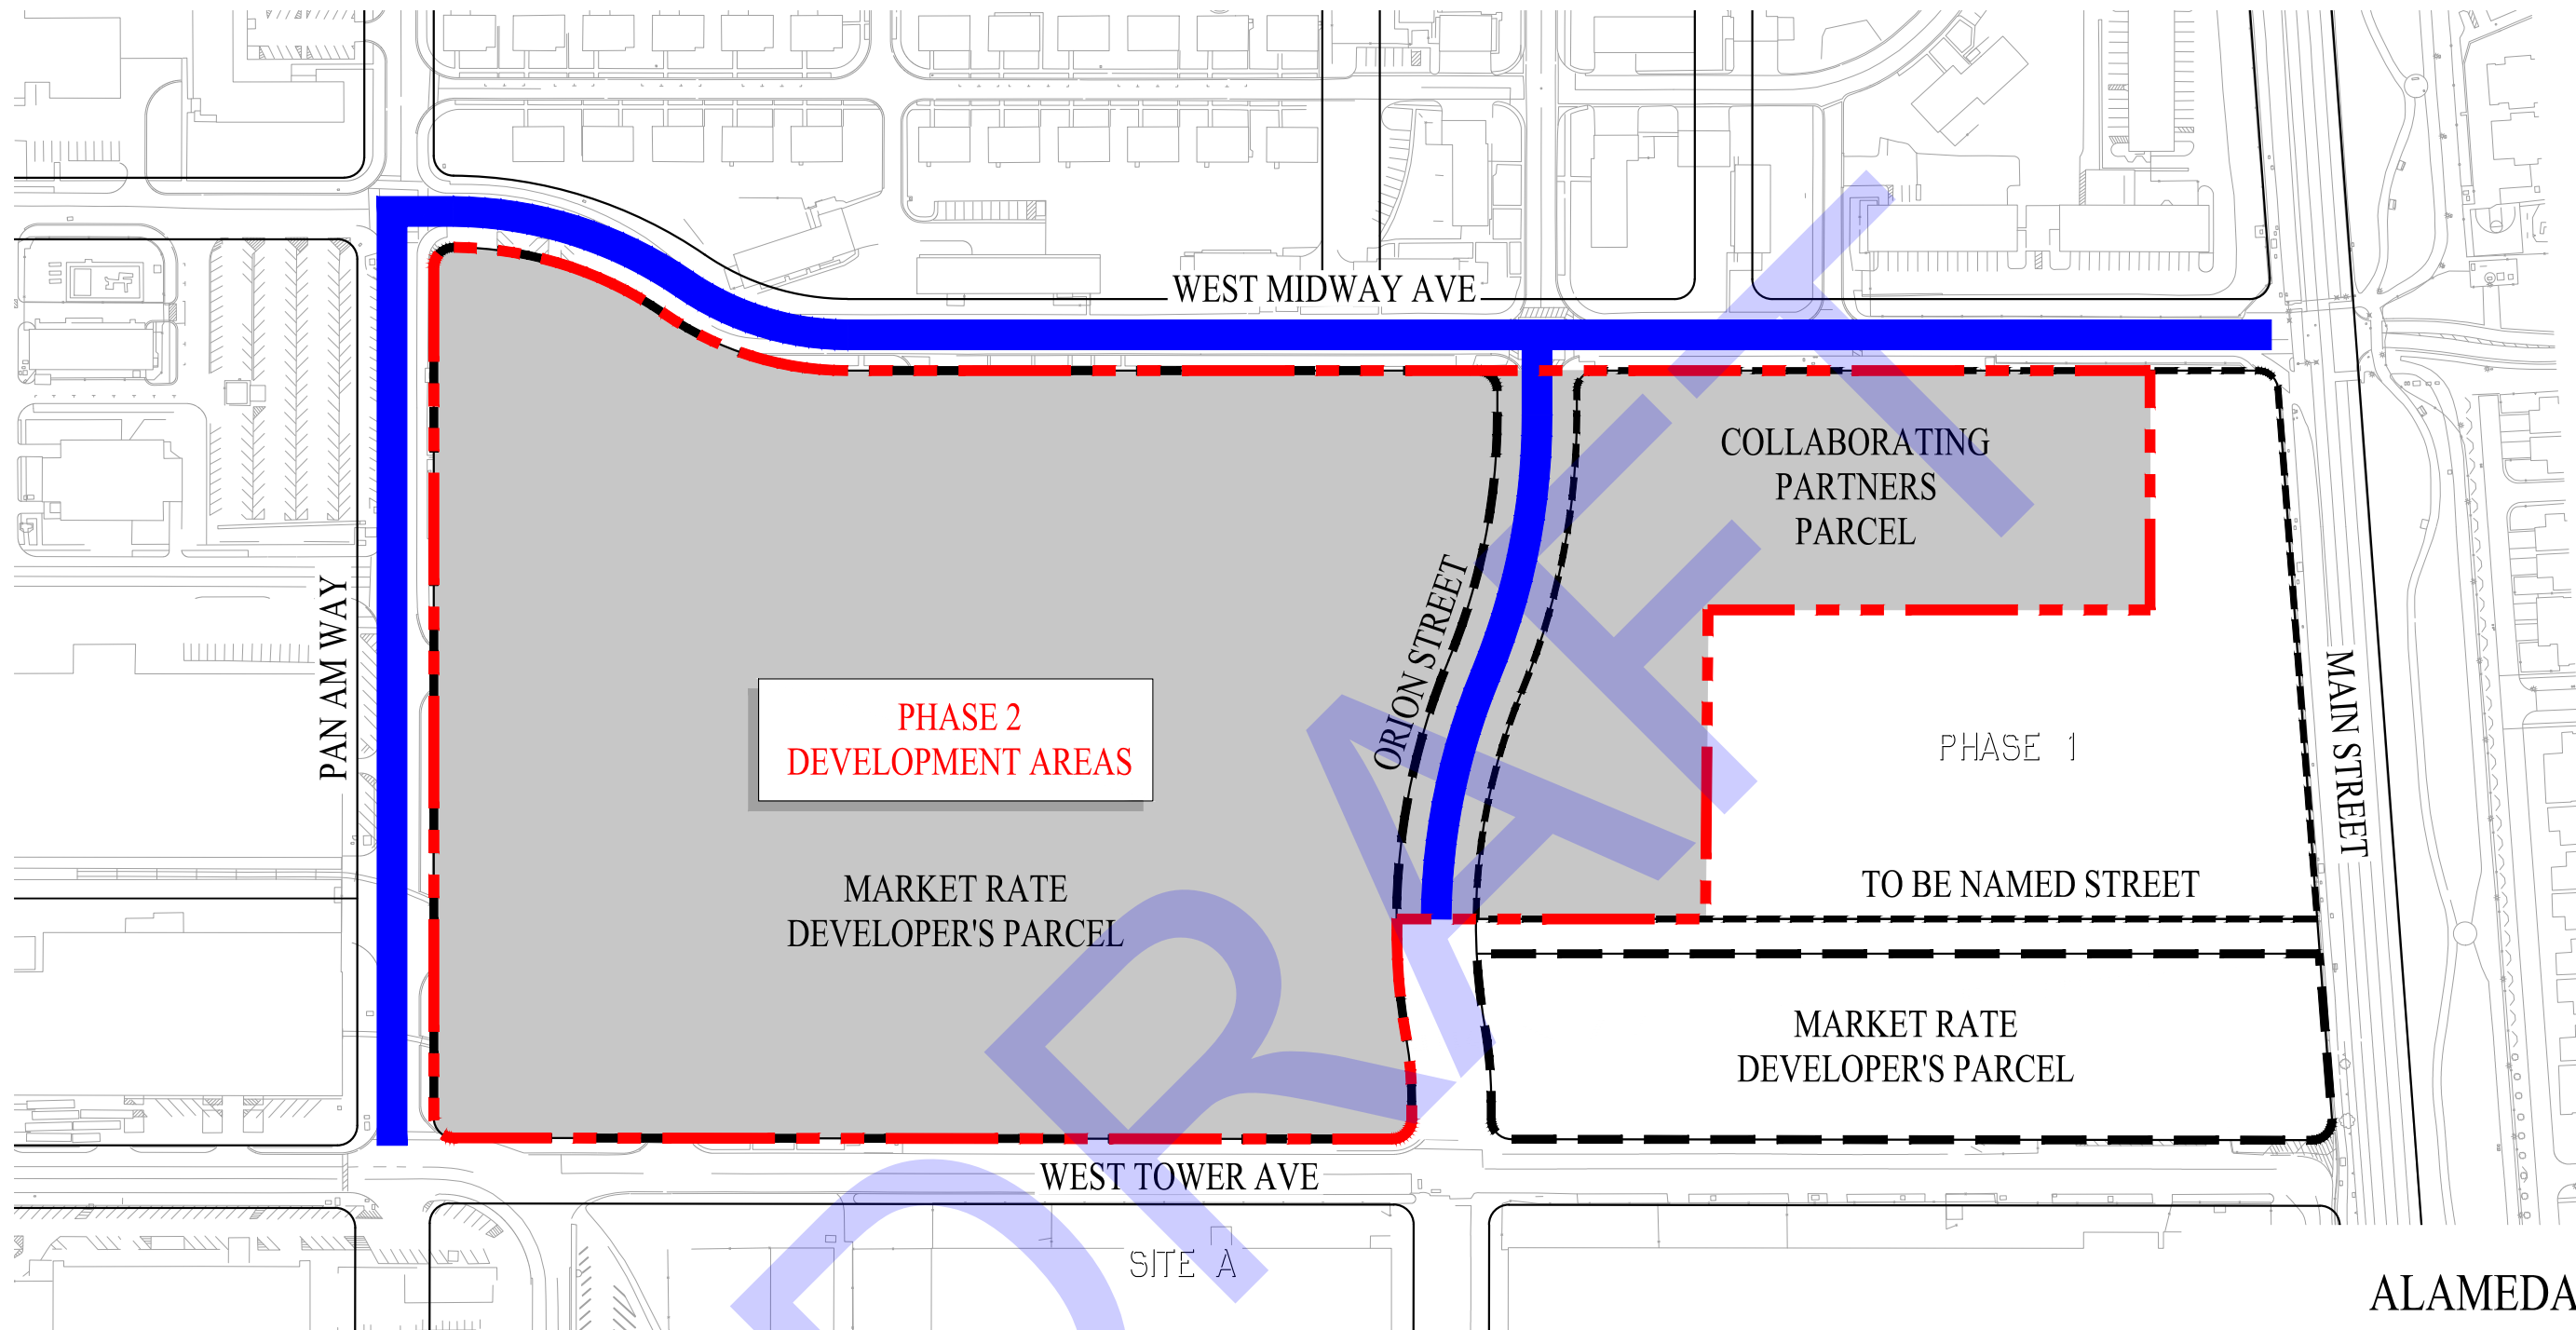 WEST MIDWAY AVE
COLLABORATING
PARTNERS
PARCEL
PAN AM WAY
ORION STREET
MAIN STREET
PHASE 2
DEVELOPMENT AREAS
PHASE 1
MARKET RATE
DEVELOPER'S PARCEL
TO BE NAMED STREET
MARKET RATE
DEVELOPER'S PARCEL
WEST TOWER AVE
SITE A
ALAMEDA
DRAFT